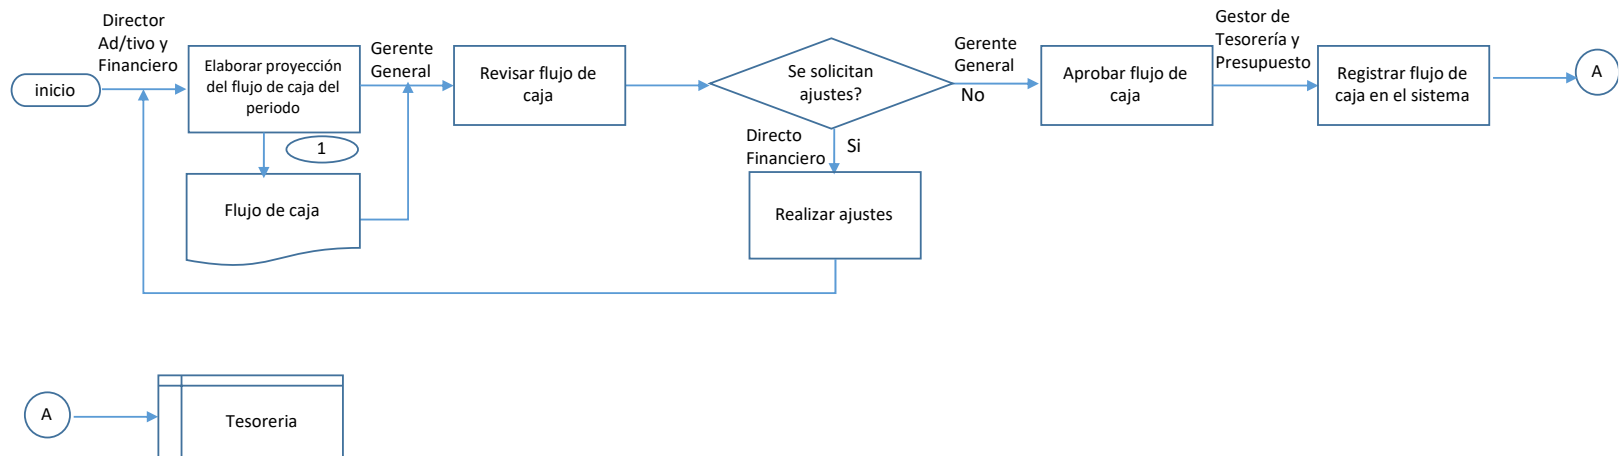 inicio
Director
Ad/tivo y
Financiero
Elaborar proyección
del flujo de caja del
periodo
1
Flujo de caja
Gerente
General
Revisar flujo de
caja
Se solicitan
ajustes?
Directo
Financiero
Si
Realizar ajustes
Gerente
General
No
Aprobar flujo de
caja
Gestor de
Tesorería y
Presupuesto
Registrar flujo de
caja en el sistema
A
A
Tesoreria